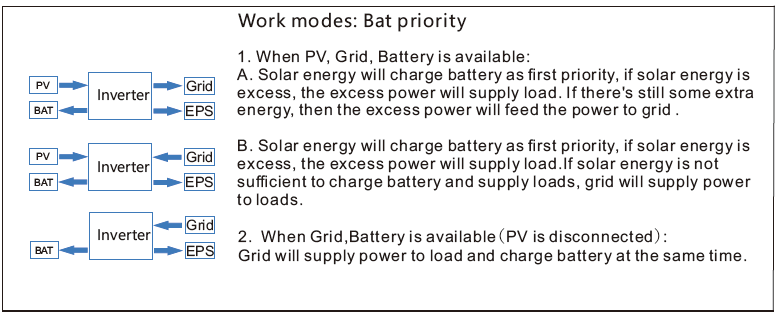 Work modes: Bat priority
1. When PV, Grid, Battery is available:
A. Solar energy will charge battery as first priority, if solar energy is
excess, the excess power will supply load. If there's still some extra
energy, then the excess power will feed the power to grid .
B. Solar energy will charge battery as first priority, if solar energy is
excess, the excess power will supply load.If solar energy is not
sufficient to charge battery and supply loads, grid will supply power
to loads.
2. When Grid,Battery is available（PV is disconnected）:
Grid will supply power to load and charge battery at the same time.
PV
Inverter
Grid
BAT
EPS
PV
Inverter
Grid
BAT
EPS
Inverter
Grid
BAT
EPS